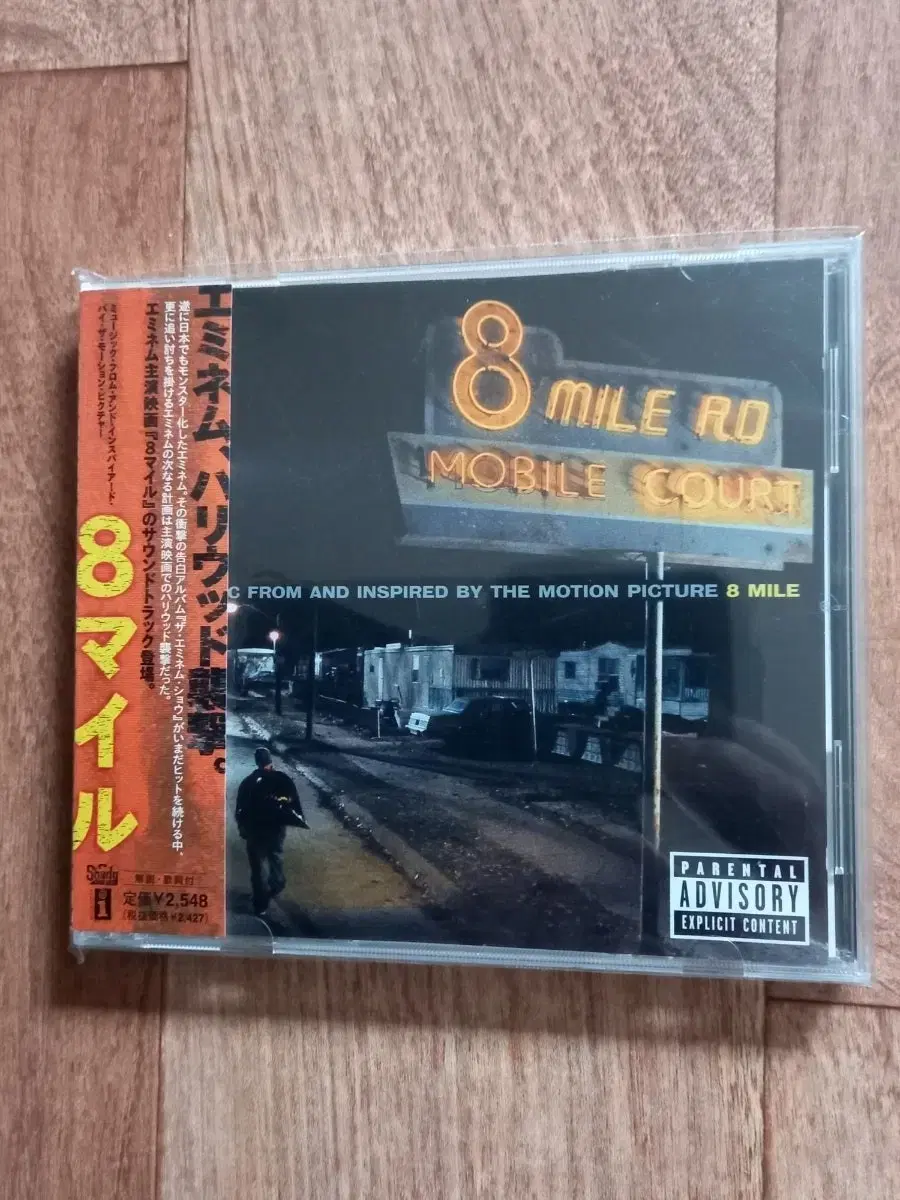 エミネム、ハリウッド襲撃。
遂に日本でもモンスター化したエミネム。その衝撃の告白アルバム『ザ・エミネム・ショウ』がいまだヒットを続ける中、
更に追い討ちを掛けるエミネムの次なる計画は主演映画でのハリウッド襲撃だった。
エミネム主演映画『8マイル』のサウンドトラック登場。
ミュージック・フロム・アンド・インスパイアード・
バイ・ザ・モーション・ピクチャー
8マイル
Shady
i
解説・歌詞付
定価¥2,548
(税抜価格¥2,427)
8 MILE RD
MOBILE COURT
C FROM AND INSPIRED BY THE MOTION PICTURE 8 MILE
PARENTAL
ADVISORY
EXPLICIT CONTENT